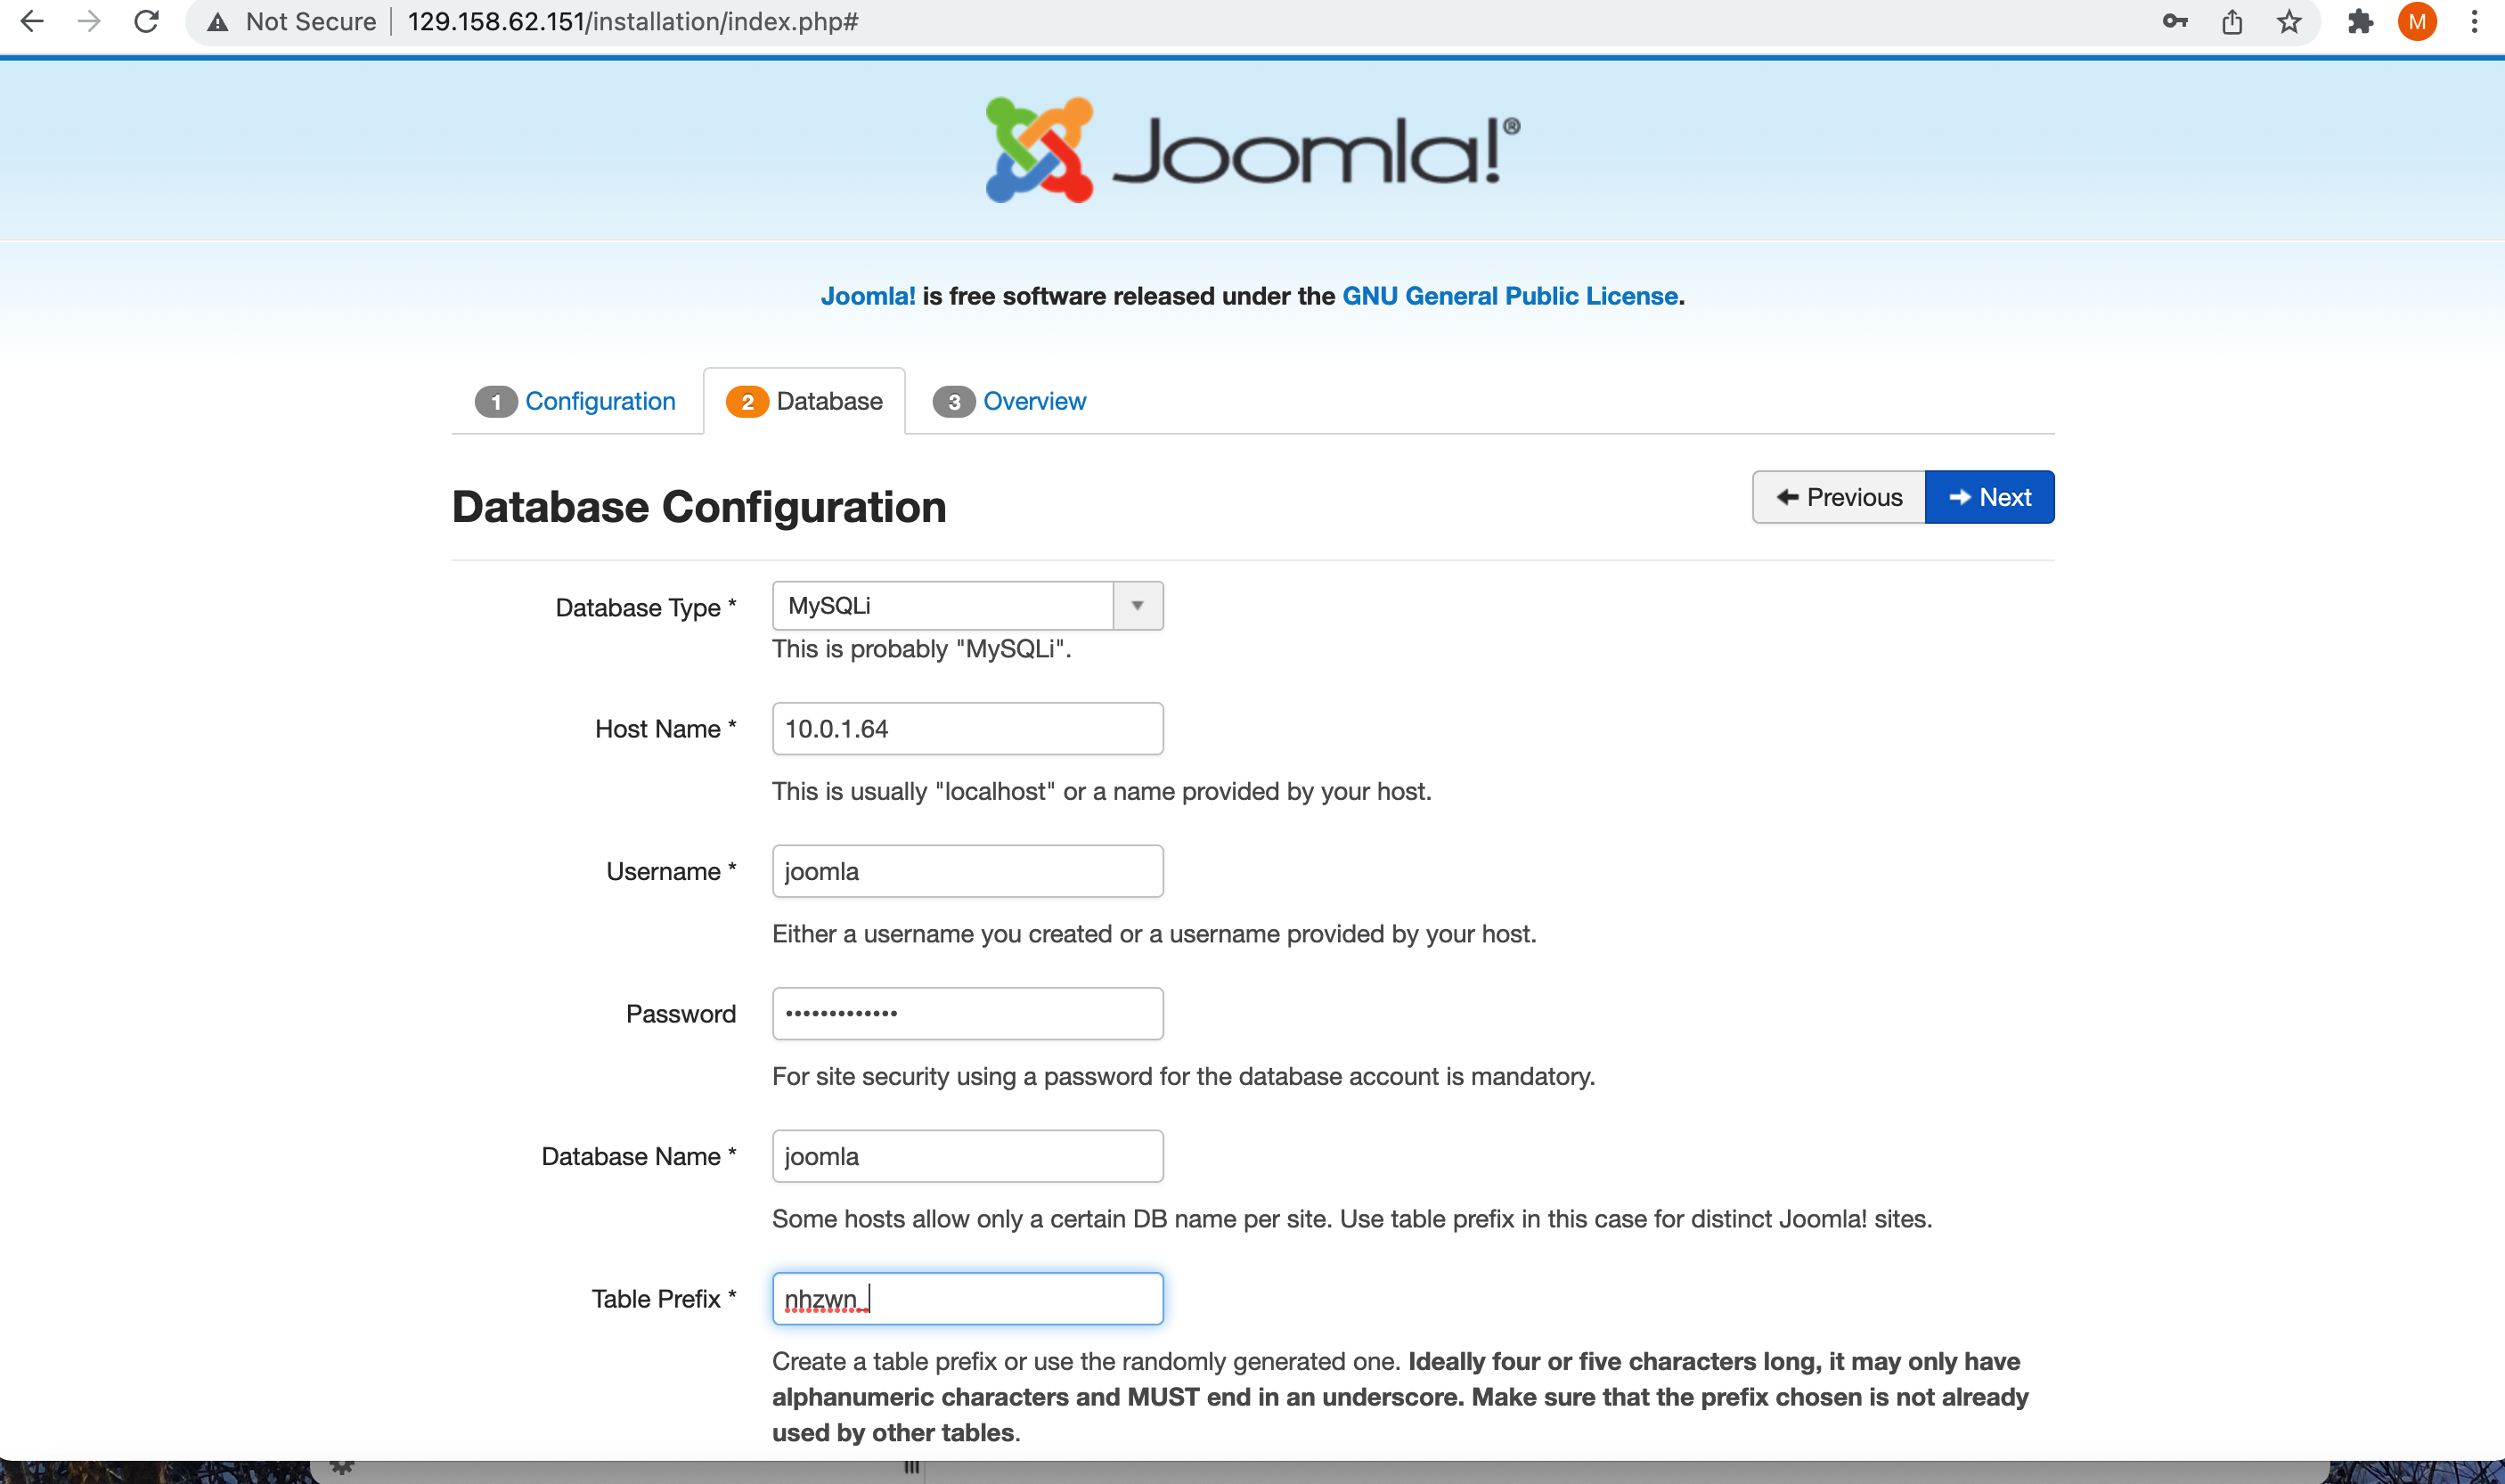 Not Secure 129.158.62.151/installation/index.php#
M
Joomla!®
Joomla! is free software released under the GNU General Public License.
1 Configuration 2 Database 3 Overview
Database Configuration
Previous Next
Database Type * MySQLi
This is probably "MySQLi".
Host Name * 10.0.1.64
This is usually "localhost" or a name provided by your host.
Username * joomla
Either a username you created or a username provided by your host.
Password •••••••••••••
For site security using a password for the database account is mandatory.
Database Name * joomla
Some hosts allow only a certain DB name per site. Use table prefix in this case for distinct Joomla! sites.
Table Prefix * nhzwn_
Create a table prefix or use the randomly generated one. Ideally four or five characters long, it may only have
alphanumeric characters and MUST end in an underscore. Make sure that the prefix chosen is not already
used by other tables.